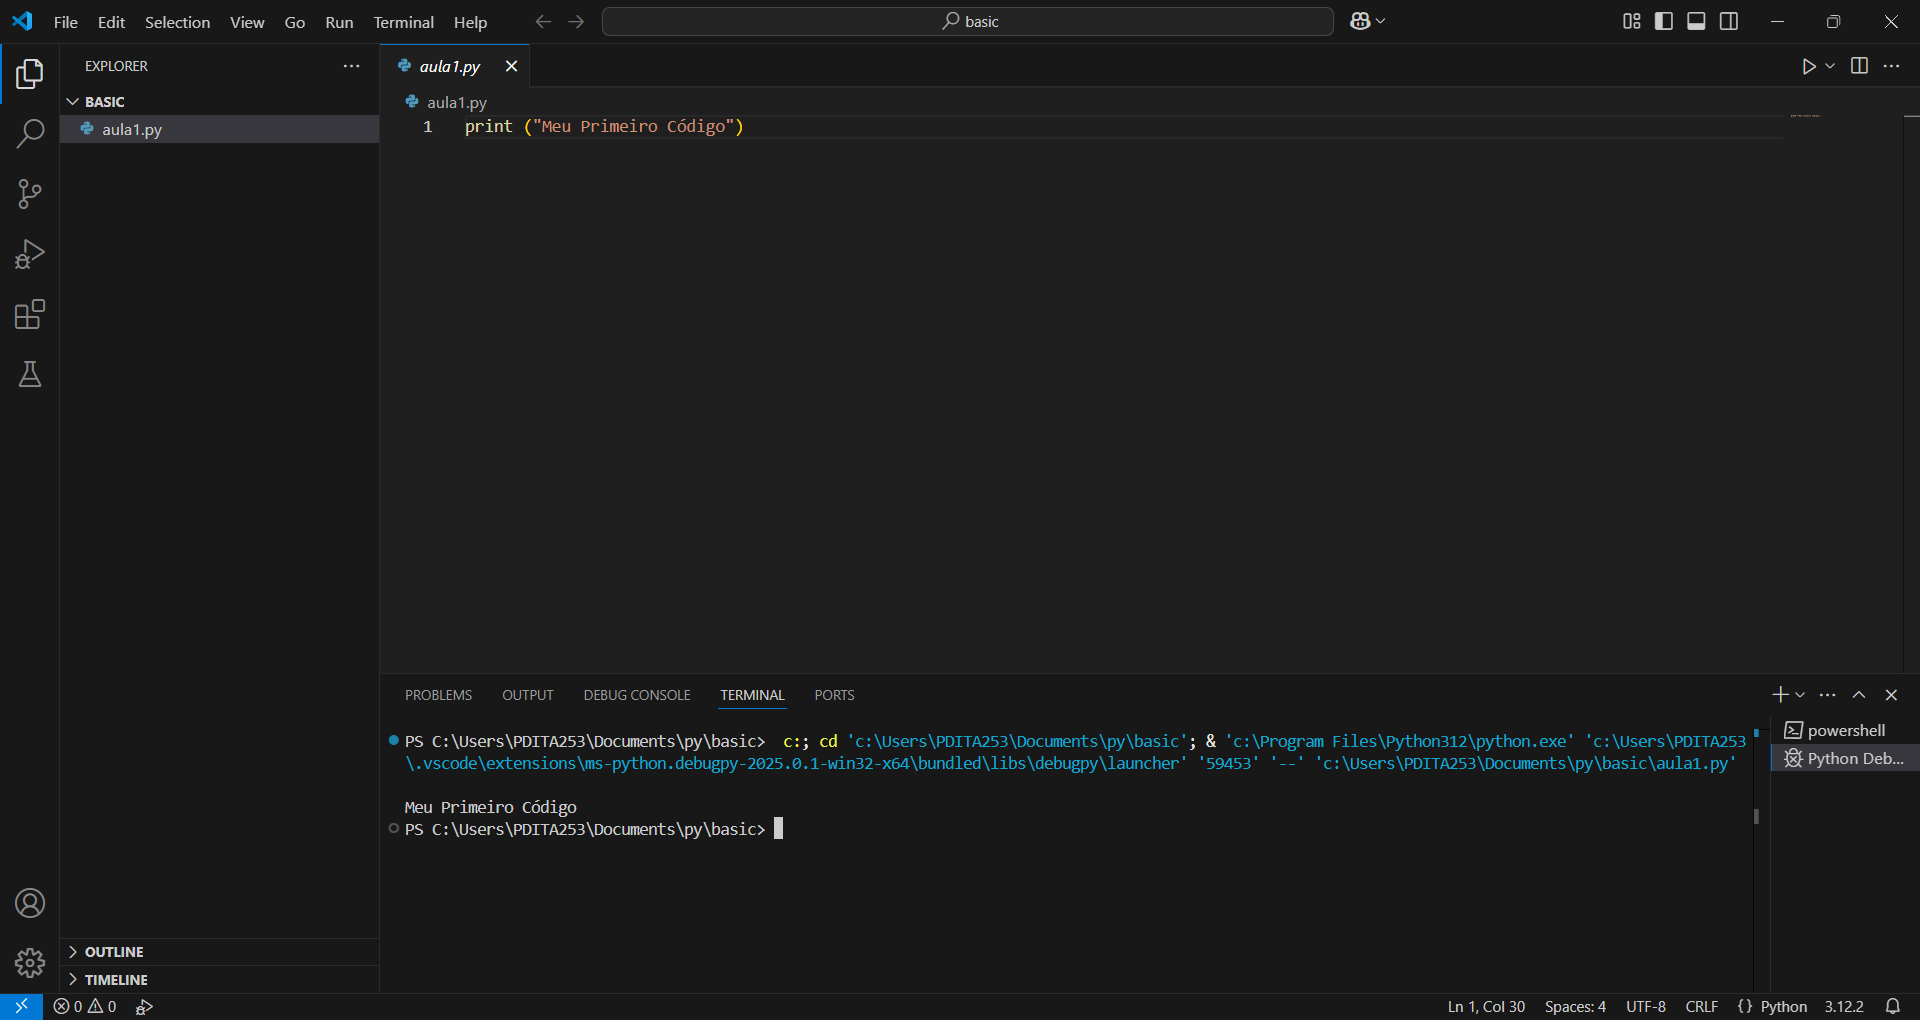 File Edit Selection View Go Run Terminal Help
basic
EXPLORER
BASIC
aula1.py
OUTLINE
TIMELINE
aula1.py
aula1.py
1 print ("Meu Primeiro Código")
PROBLEMS OUTPUT DEBUG CONSOLE TERMINAL PORTS
PS C:\Users\PDITA253\Documents\py\basic>  c:; cd 'c:\Users\PDITA253\Documents\py\basic'; & 'c:\Program Files\Python312\python.exe' 'c:\Users\PDITA253
\.vscode\extensions\ms-python.debugpy-2025.0.1-win32-x64\bundled\libs\debugpy\launcher' '59453' '--' 'c:\Users\PDITA253\Documents\py\basic\aula1.py'
Meu Primeiro Código
PS C:\Users\PDITA253\Documents\py\basic>
powershell
Python Deb...
0 0
Ln 1, Col 30 Spaces: 4 UTF-8 CRLF {} Python 3.12.2